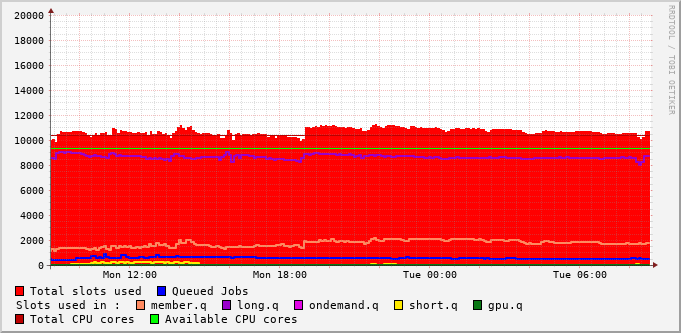 20000
18000
16000
14000
12000
10000
8000
6000
4000
2000
0
Mon 12:00 Mon 18:00 Tue 00:00 Tue 06:00
Total slots used Queued Jobs
Slots used in : member.q long.q ondemand.q short.q gpu.q
Total CPU cores Available CPU cores
RRDTOOL / TOBI OETIKER